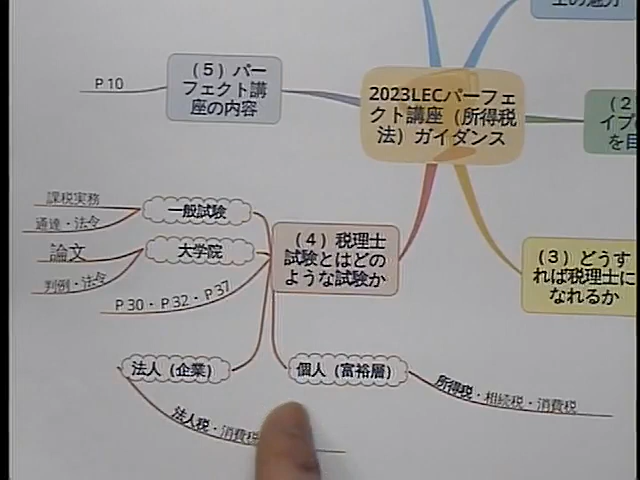 2023LECパーフェ
クト講座（所得税
法）ガイダンス
（５）パー
フェクト講
座の内容
P 10
（３）どうす
れば税理士に
なれるか
（４）税理士
試験とはどの
ような試験か
一般試験
課税実務
通達・法令
大学院
論文
判例・法令
P 30・P 32・P 37
法人（企業）
法人税・消費税
個人（富裕層）
所得税・相続税・消費税